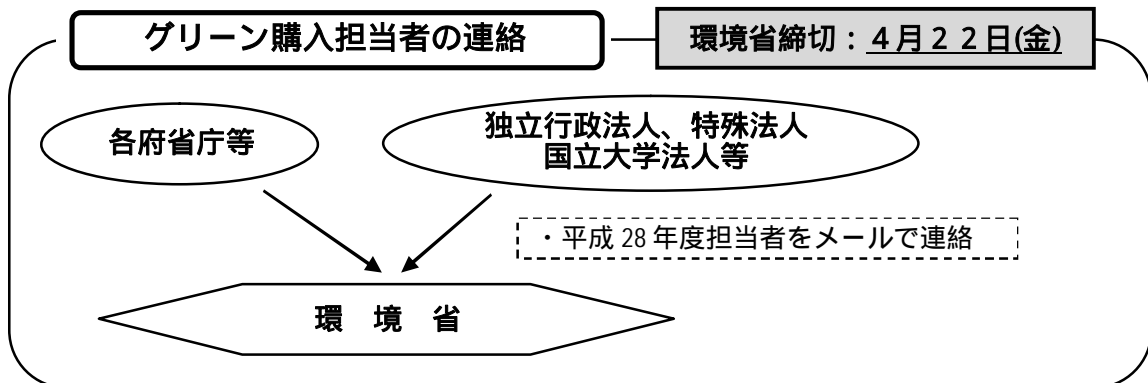 グリーン購入担当者の連絡
環境省締切：４月２２日(金)
各府省庁等
独立行政法人、特殊法人
国立大学法人等
・平成 28 年度担当者をメールで連絡
環　境　省